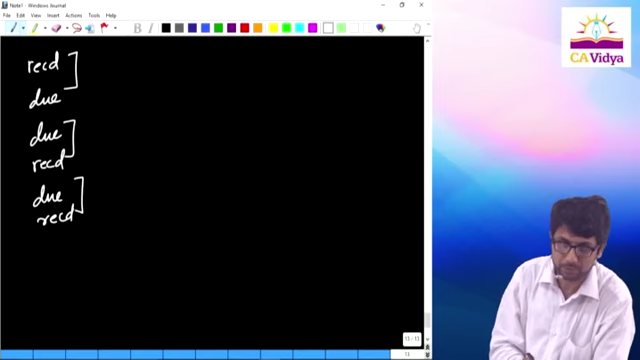 Note1 - Windows Journal
File Edit View Insert Actions Tools Help
B I
recd
due
due
recd
due
recd
13 / 13
13
CA Vidya